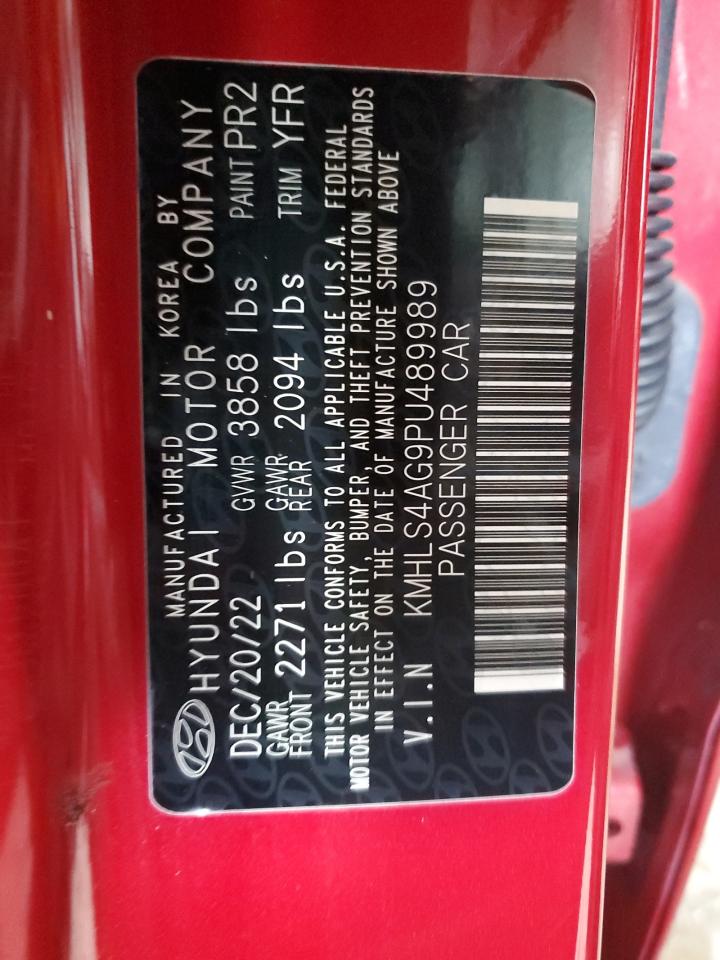 MANUFACTURED IN KOREA BY
HYUNDAI MOTOR COMPANY
DEC/20/22 GVWR 3858 lbs PAINT PR2
GAWR FRONT 2271 lbs GAWR REAR 2094 lbs TRIM YFR
THIS VEHICLE CONFORMS TO ALL APPLICABLE U.S.A. FEDERAL
MOTOR VEHICLE SAFETY, BUMPER, AND THEFT PREVENTION STANDARDS
IN EFFECT ON THE DATE OF MANUFACTURE SHOWN ABOVE
V.I.N KMHLS4AG9PU489989
PASSENGER CAR